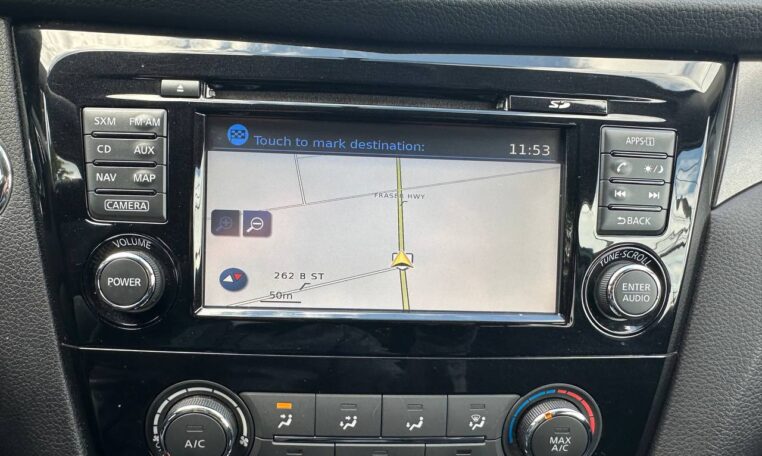 SXM FM·AM
CD AUX
NAV MAP
CAMERA
VOLUME
POWER
SD
Touch to mark destination:
11:53
FRASER HWY
262 B ST
50m
APPS·i
BACK
TUNE·SCROLL
ENTER
AUDIO
A/C
MAX
A/C